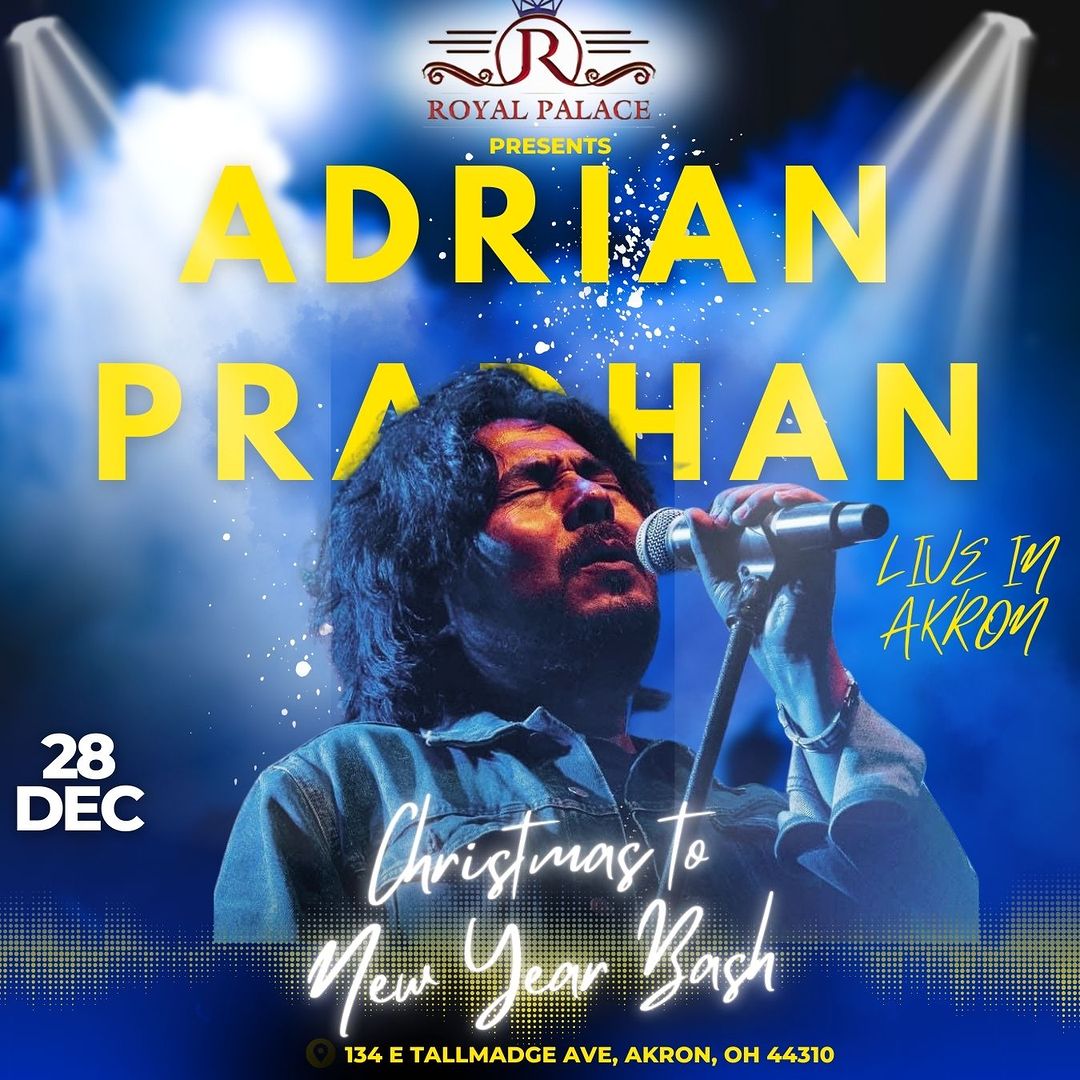 R
ROYAL PALACE
PRESENTS
ADRIAN
PRADHAN
LIVE IN
AKRON
28
DEC
Christmas to
New Year Bash
134 E TALLMADGE AVE, AKRON, OH 44310